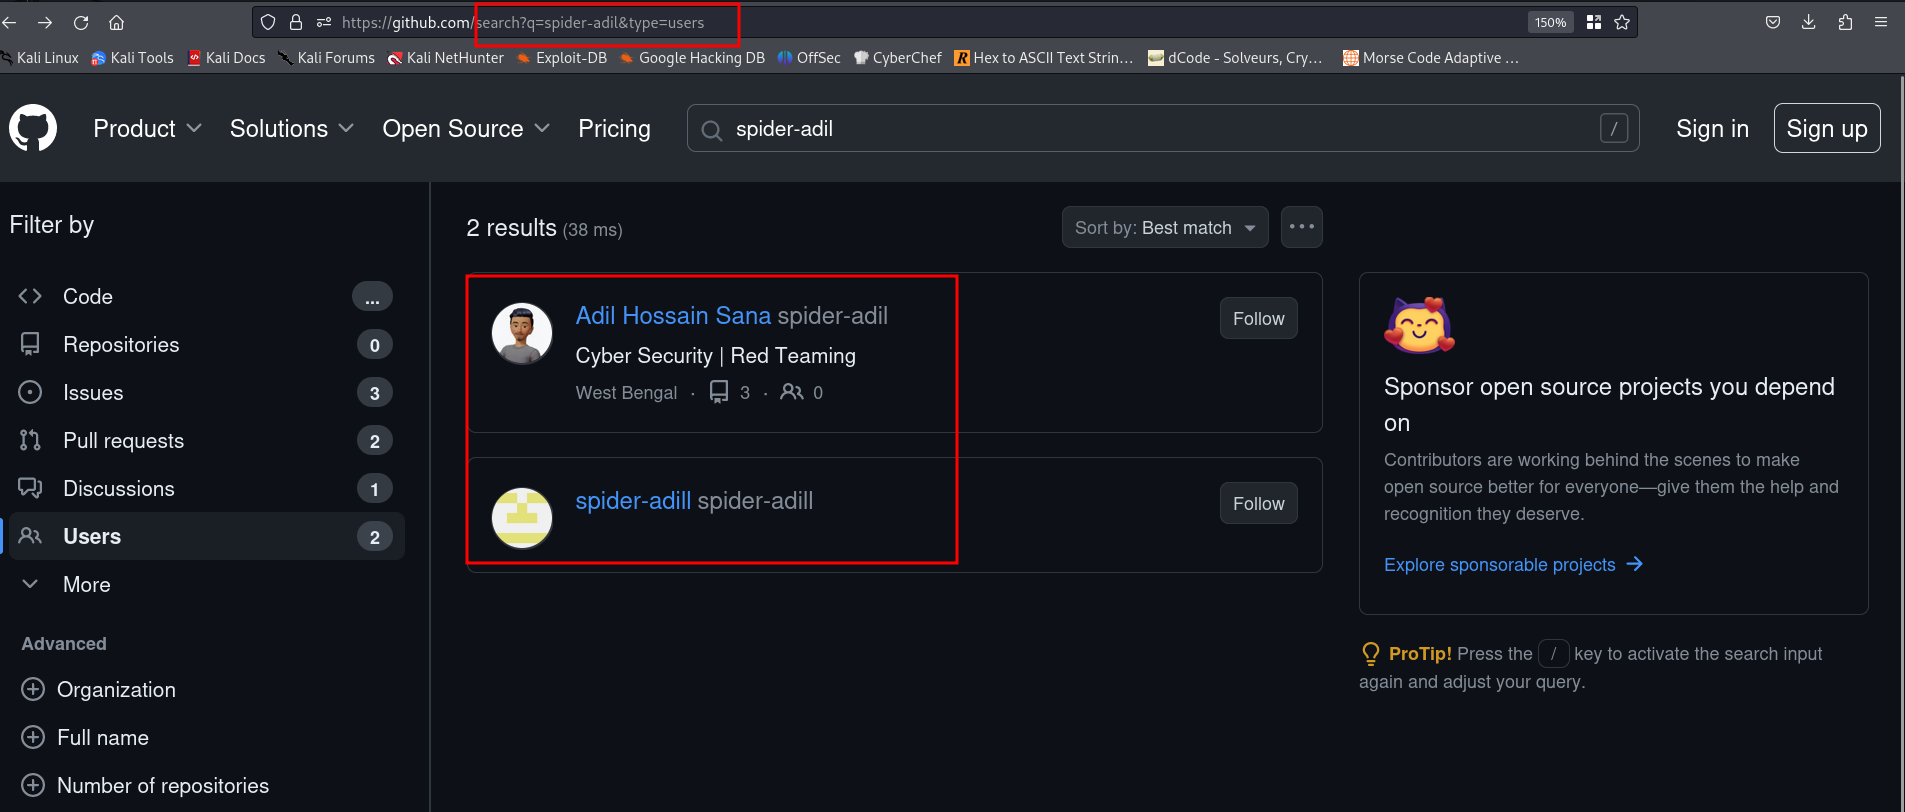 https://github.com/search?q=spider-adil&type=users
150%
Kali Linux Kali Tools Kali Docs Kali Forums Kali NetHunter Exploit-DB Google Hacking DB OffSec CyberChef Hex to ASCII Text Strin… dCode - Solveurs, Cry… Morse Code Adaptive …
Product Solutions Open Source Pricing spider-adil / Sign in Sign up
Filter by
Code ...
Repositories 0
Issues 3
Pull requests 2
Discussions 1
Users 2
More
Advanced
Organization
Full name
Number of repositories
2 results (38 ms)
Sort by: Best match
Adil Hossain Sana spider-adil
Follow
Cyber Security | Red Teaming
West Bengal · 3 · 0
spider-adill spider-adill
Follow
Sponsor open source projects you depend
on
Contributors are working behind the scenes to make
open source better for everyone—give them the help and
recognition they deserve.
Explore sponsorable projects
ProTip! Press the / key to activate the search input
again and adjust your query.